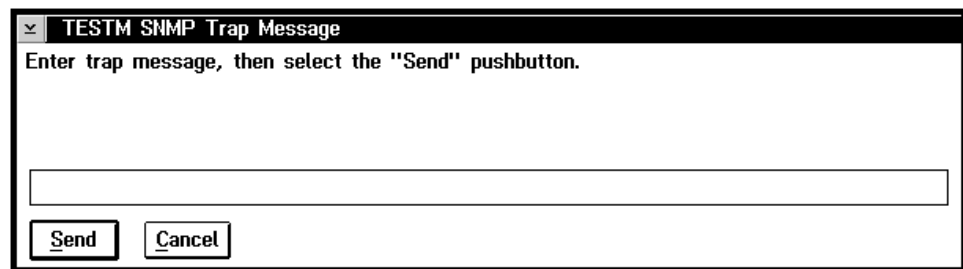 TESTM SNMP Trap Message
Enter trap message, then select the "Send" pushbutton.
Send Cancel